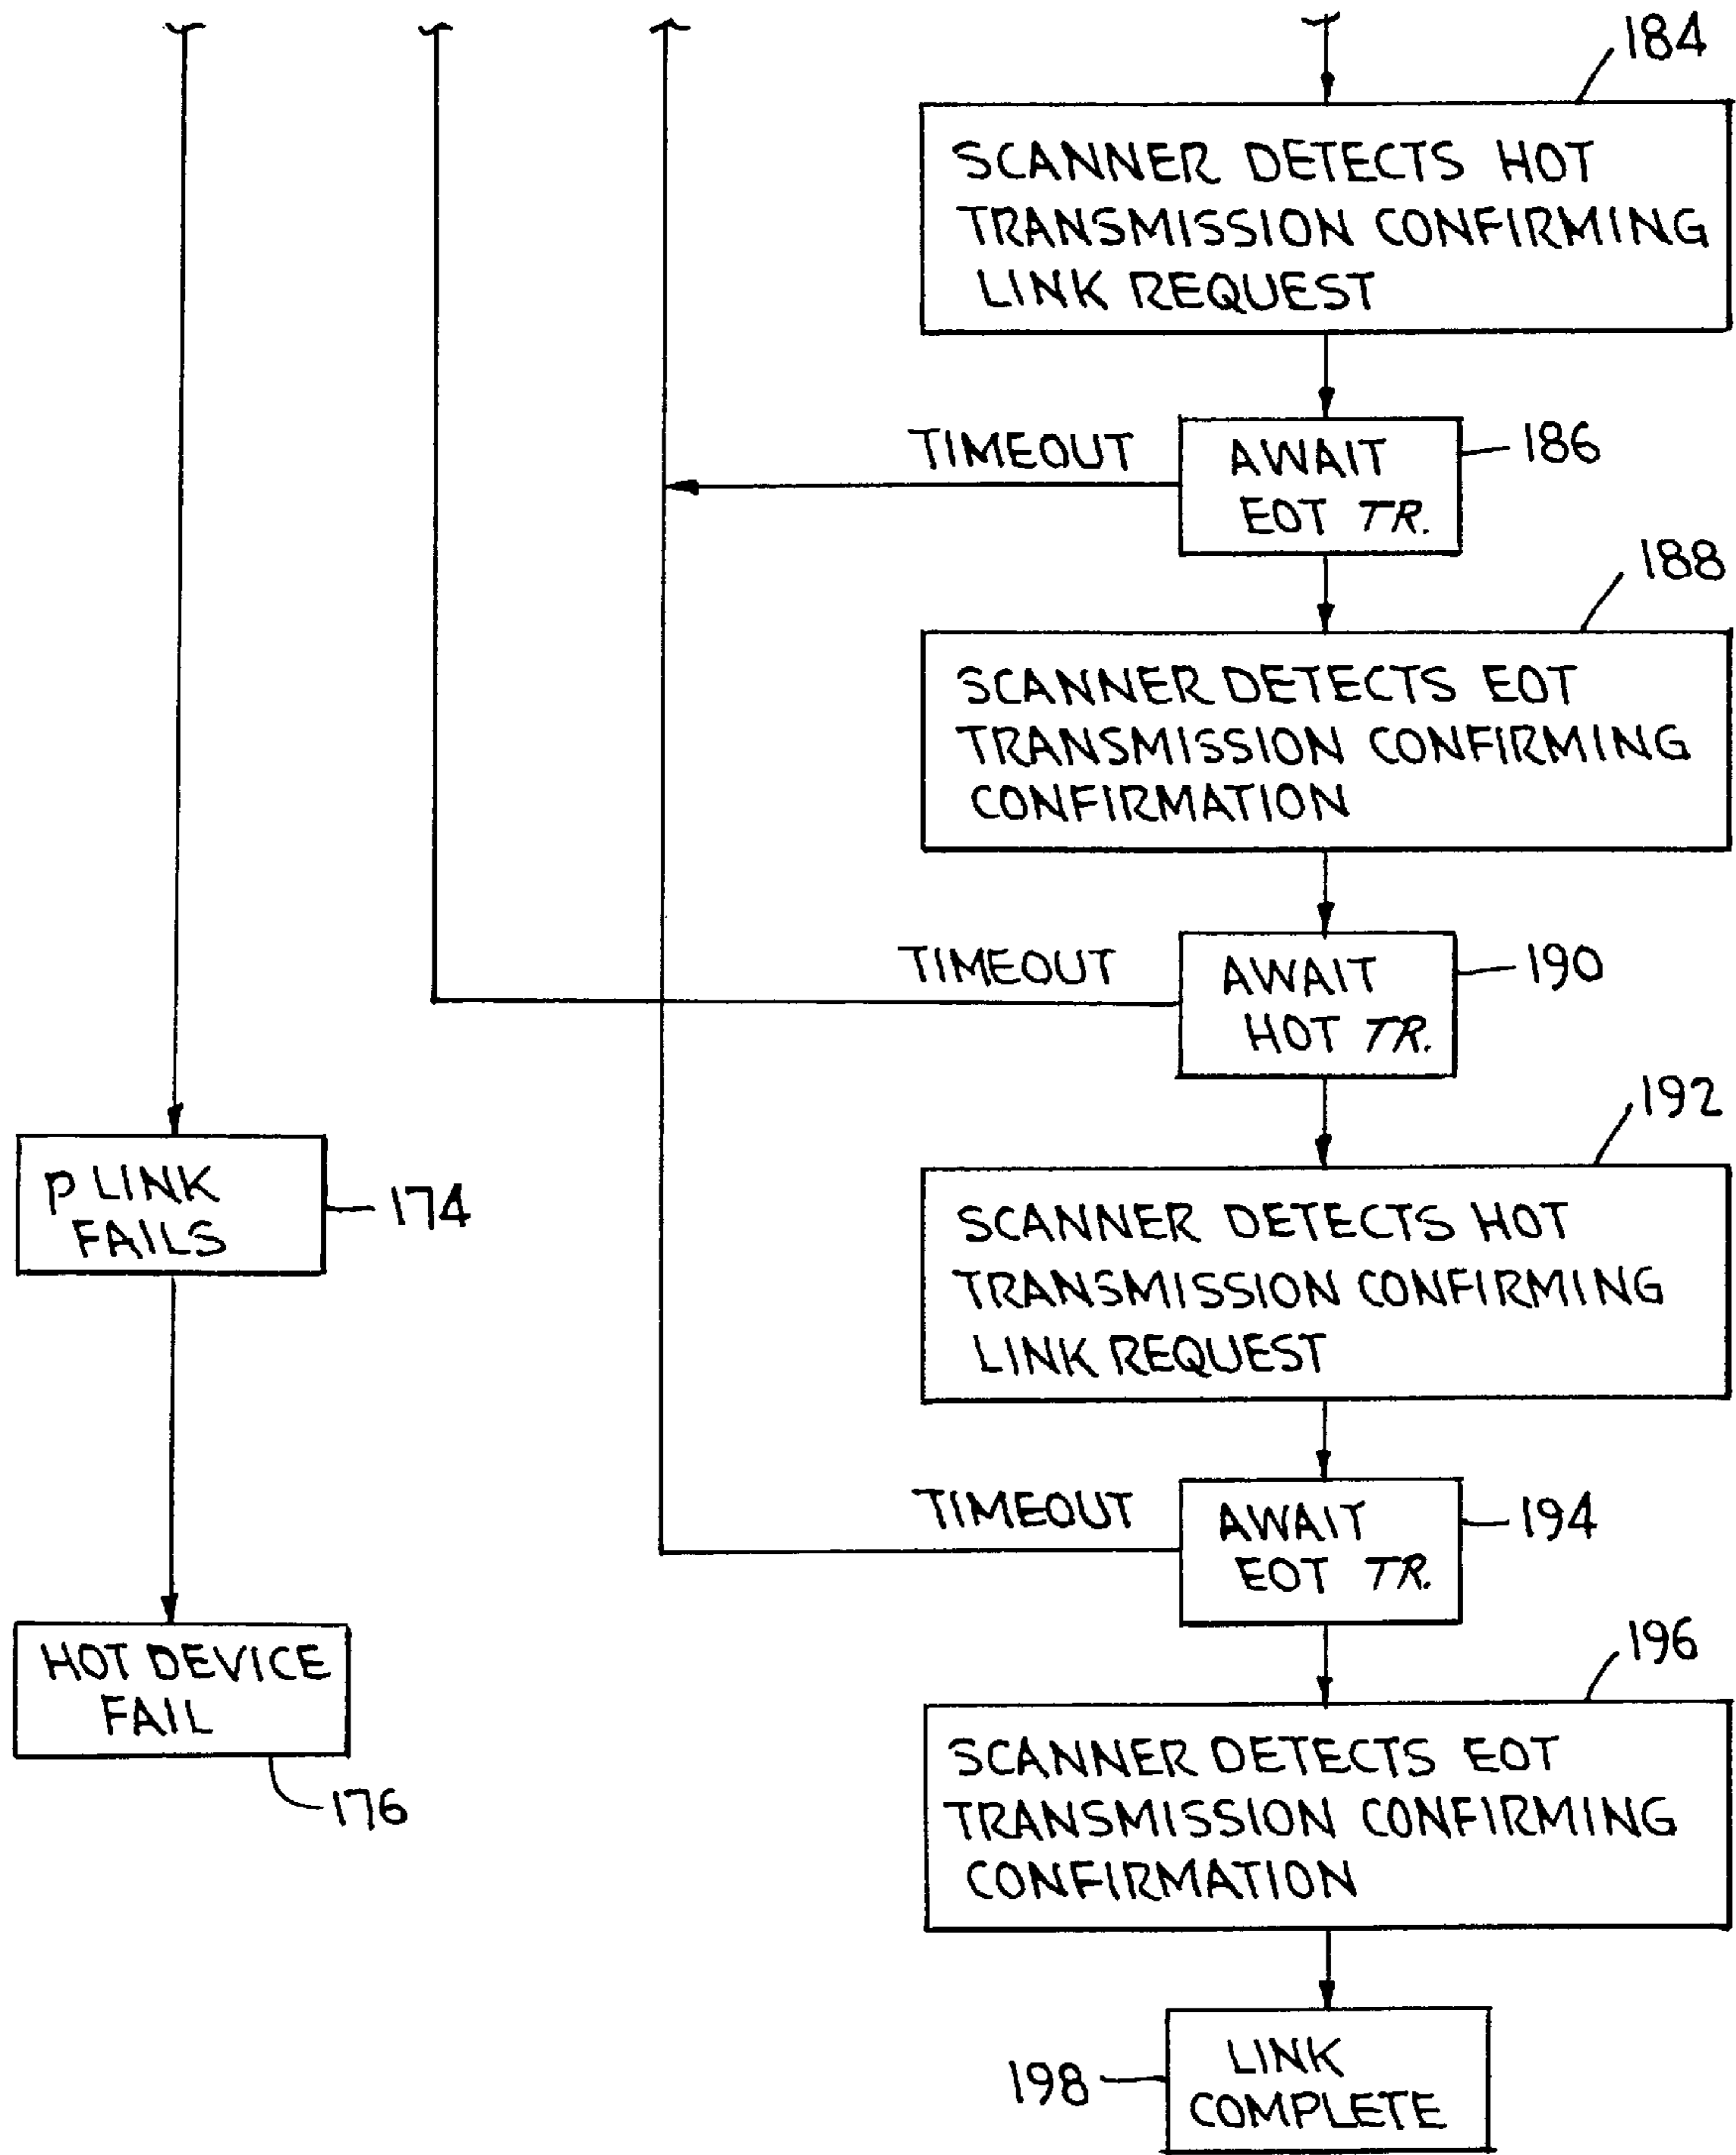 184
SCANNER DETECTS HOT
TRANSMISSION CONFIRMING
LINK REQUEST
TIMEOUT
AWAIT
EOT TR.
186
188
SCANNER DETECTS EOT
TRANSMISSION CONFIRMING
CONFIRMATION
TIMEOUT
AWAIT
HOT TR.
190
192
P LINK
FAILS
174
SCANNER DETECTS HOT
TRANSMISSION CONFIRMING
LINK REQUEST
TIMEOUT
AWAIT
EOT TR.
194
HOT DEVICE
FAIL
176
196
SCANNER DETECTS EOT
TRANSMISSION CONFIRMING
CONFIRMATION
198
LINK
COMPLETE